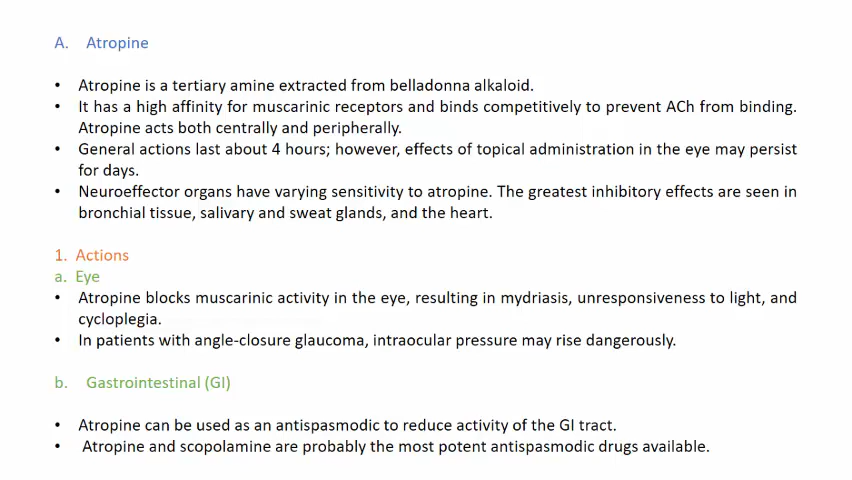 A. Atropine
• Atropine is a tertiary amine extracted from belladonna alkaloid.
• It has a high affinity for muscarinic receptors and binds competitively to prevent ACh from binding.
Atropine acts both centrally and peripherally.
• General actions last about 4 hours; however, effects of topical administration in the eye may persist
for days.
• Neuroeffector organs have varying sensitivity to atropine. The greatest inhibitory effects are seen in
bronchial tissue, salivary and sweat glands, and the heart.
1. Actions
a. Eye
• Atropine blocks muscarinic activity in the eye, resulting in mydriasis, unresponsiveness to light, and
cycloplegia.
• In patients with angle-closure glaucoma, intraocular pressure may rise dangerously.
b. Gastrointestinal (GI)
• Atropine can be used as an antispasmodic to reduce activity of the GI tract.
• Atropine and scopolamine are probably the most potent antispasmodic drugs available.